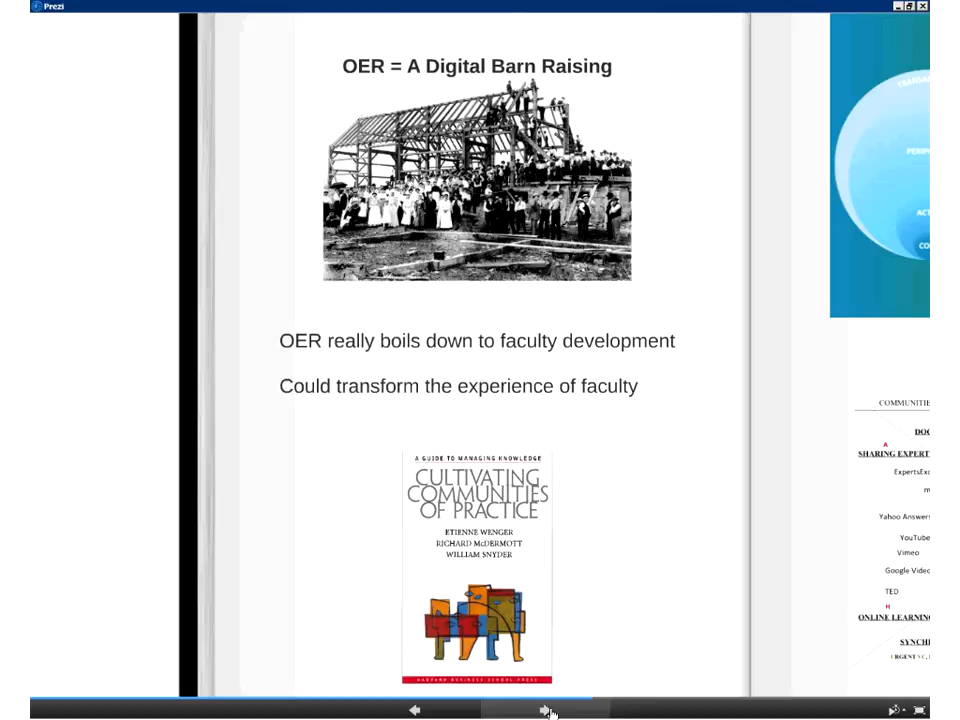 Prezi
OER = A Digital Barn Raising
OER really boils down to faculty development
Could transform the experience of faculty
A GUIDE TO MANAGING KNOWLEDGE
CULTIVATING
COMMUNITIES
OF PRACTICE
ETIENNE WENGER
RICHARD McDERMOTT
WILLIAM SNYDER
HARVARD BUSINESS SCHOOL PRESS
COMMUNITIE
A
SHARING EXPERT
Yahoo Answers
YouTube
Vimeo
Google Video
TED
H
ONLINE LEARNING